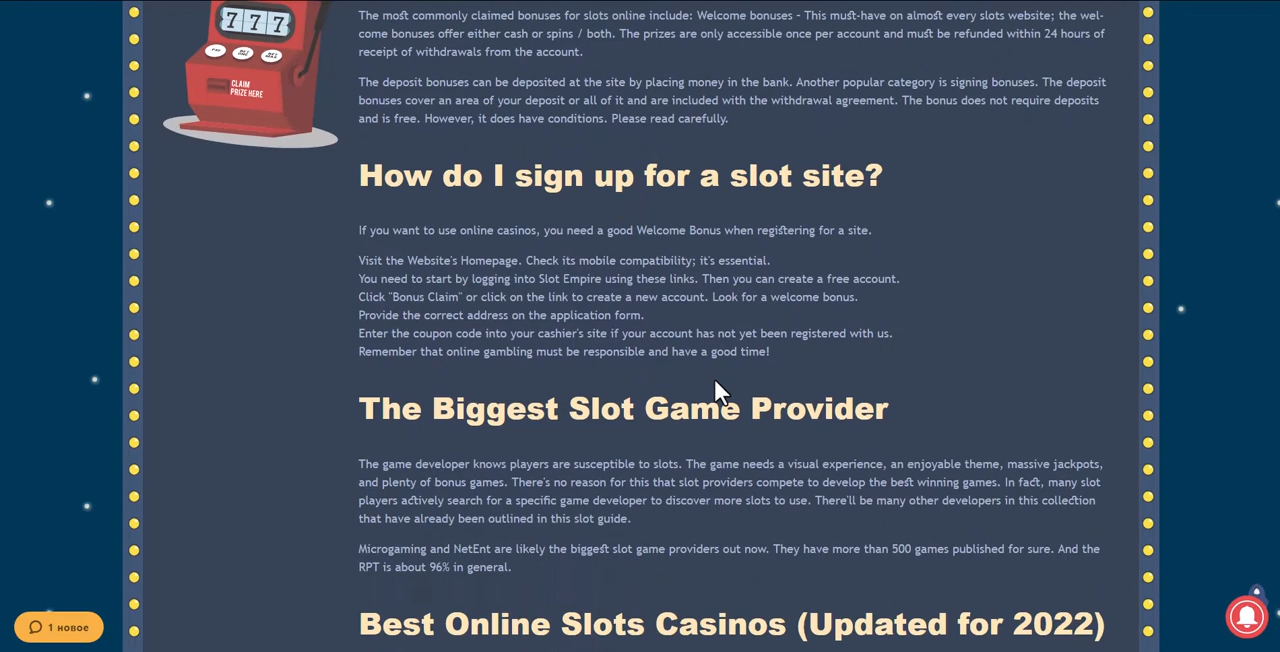 777
CLAIM
PRIZE HERE
The most commonly claimed bonuses for slots online include: Welcome bonuses - This must-have on almost every slots website; the wel-
come bonuses offer either cash or spins / both. The prizes are only accessible once per account and must be refunded within 24 hours of
receipt of withdrawals from the account.
The deposit bonuses can be deposited at the site by placing money in the bank. Another popular category is signing bonuses. The deposit
bonuses cover an area of your deposit or all of it and are included with the withdrawal agreement. The bonus does not require deposits
and is free. However, it does have conditions. Please read carefully.
How do I sign up for a slot site?
If you want to use online casinos, you need a good Welcome Bonus when registering for a site.
Visit the Website's Homepage. Check its mobile compatibility; it's essential.
You need to start by logging into Slot Empire using these links. Then you can create a free account.
Click "Bonus Claim" or click on the link to create a new account. Look for a welcome bonus.
Provide the correct address on the application form.
Enter the coupon code into your cashier's site if your account has not yet been registered with us.
Remember that online gambling must be responsible and have a good time!
The Biggest Slot Game Provider
The game developer knows players are susceptible to slots. The game needs a visual experience, an enjoyable theme, massive jackpots,
and plenty of bonus games. There's no reason for this that slot providers compete to develop the best winning games. In fact, many slot
players actively search for a specific game developer to discover more slots to use. There'll be many other developers in this collection
that have already been outlined in this slot guide.
Microgaming and NetEnt are likely the biggest slot game providers out now. They have more than 500 games published for sure. And the
RPT is about 96% in general.
Best Online Slots Casinos (Updated for 2022)
1 новое